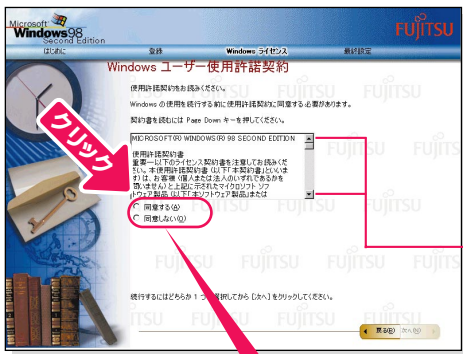 Microsoft
Windows98
Second Edition
FUJITSU
はじめに 登録 Windows ライセンス 最終設定
Windows ユーザー使用許諾契約
使用許諾契約をお読みください。
Windows の使用を続行する前に使用許諾契約に同意する必要があります。
契約書を読むには Page Down キーを押してください。
MICROSOFT(R) WINDOWS(R) 98 SECOND EDITION
使用許諾契約書
重要-以下のライセンス契約書を注意してお読みくだ
さい。本使用許諾契約書 (以下｢本契約書｣といいま
す) は、お客様 (個人または法人のいずれであるかを
問いません) と上記に示されたマイクロソフト ソフ
トウェア製品 (以下｢本ソフトウェア製品｣または
クリック
同意する(A)
同意しない(O)
続行するにはどちらか 1 つを選択してから [次へ] をクリックしてください。
戻る(B) 次へ(N)